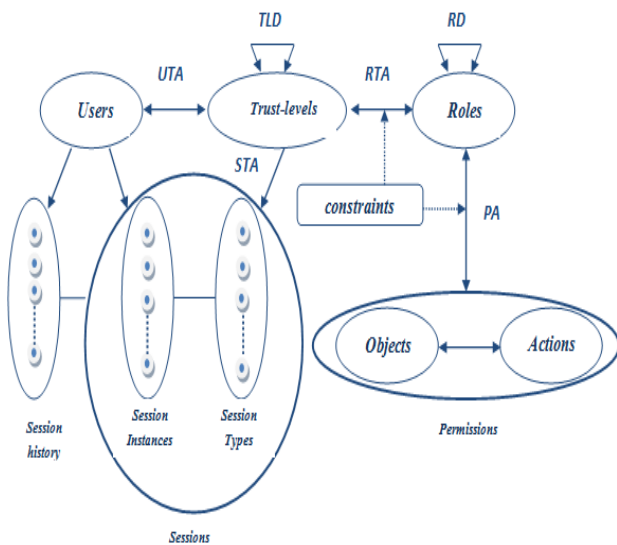 TLD
RD
UTA
RTA
Users
Trust-levels
Roles
STA
constraints
PA
Objects
Actions
Session
history
Session
Instances
Session
Types
Permissions
Sessions